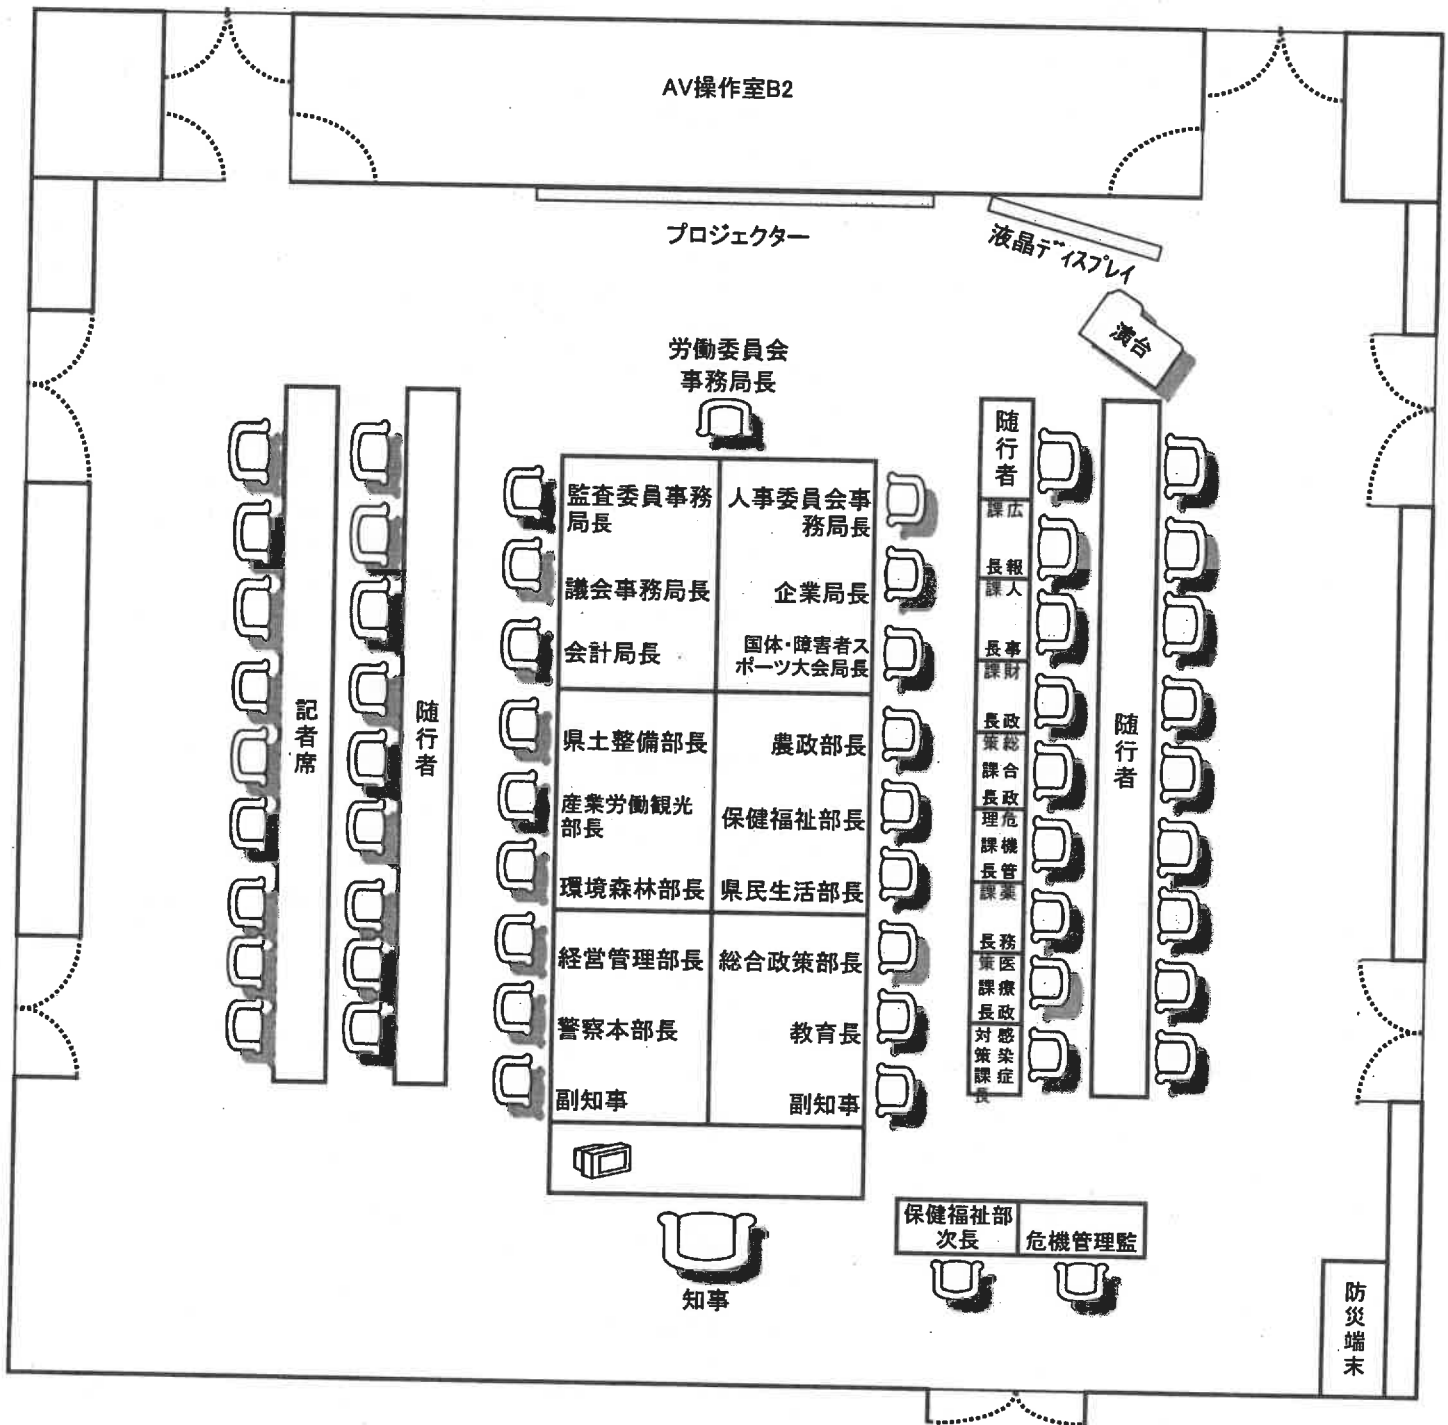 AV操作室B2
プロジェクター
液晶ディスプレイ
演台
労働委員会
事務局長
監査委員事務
局長
人事委員会事
務局長
議会事務局長
企業局長
会計局長
国体・障害者ス
ポーツ大会局長
県土整備部長
農政部長
産業労働観光
部長
保健福祉部長
環境森林部長
県民生活部長
経営管理部長
総合政策部長
警察本部長
教育長
副知事
副知事
知事
記者席
随行者
随行者
広報
課長
人事
課長
財政
課長
総合政
策課長
危機管
理課長
薬務
課長
医療政
策課長
感染症
対策課長
随行者
保健福祉部
次長
危機管理監
防災端末